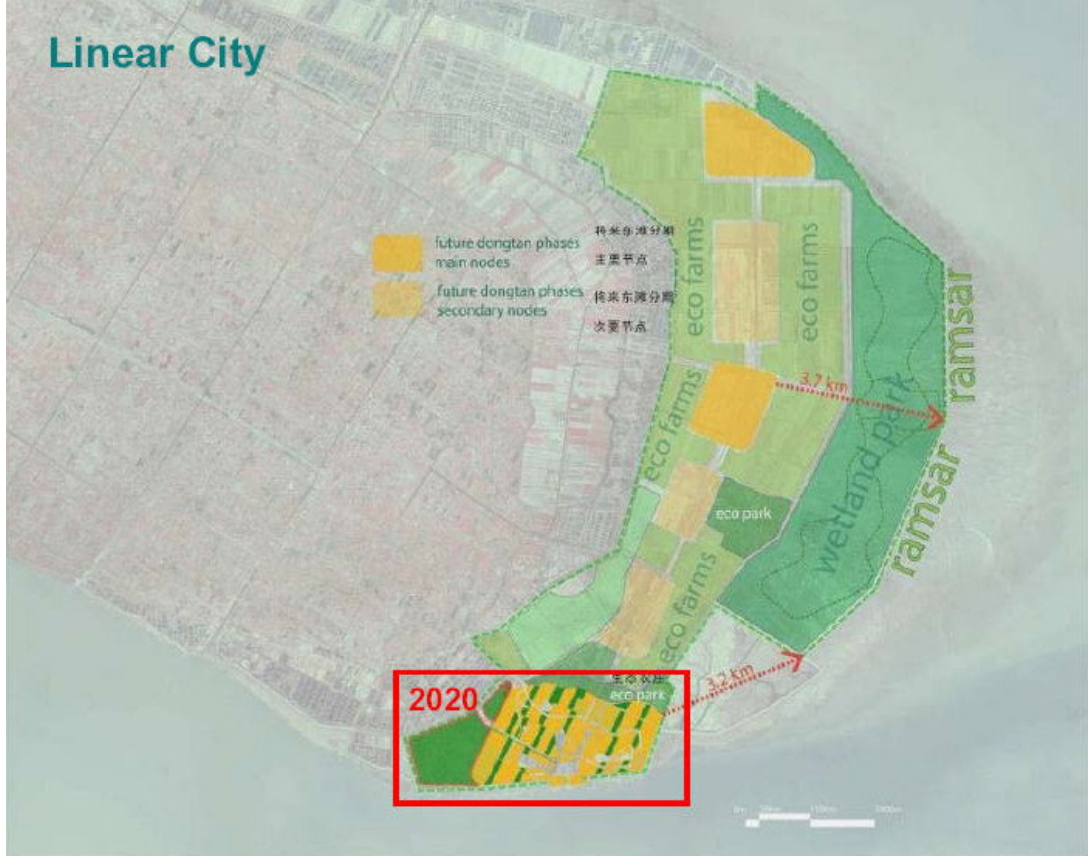 Linear City
future dongtan phases
main nodes
将来东滩分期
主要节点
future dongtan phases
secondary nodes
将来东滩分期
次要节点
eco farms
eco farms
ramsar
3.7 km
eco farms
wetland park
ramsar
eco park
eco farms
3.2 km
eco park
2020